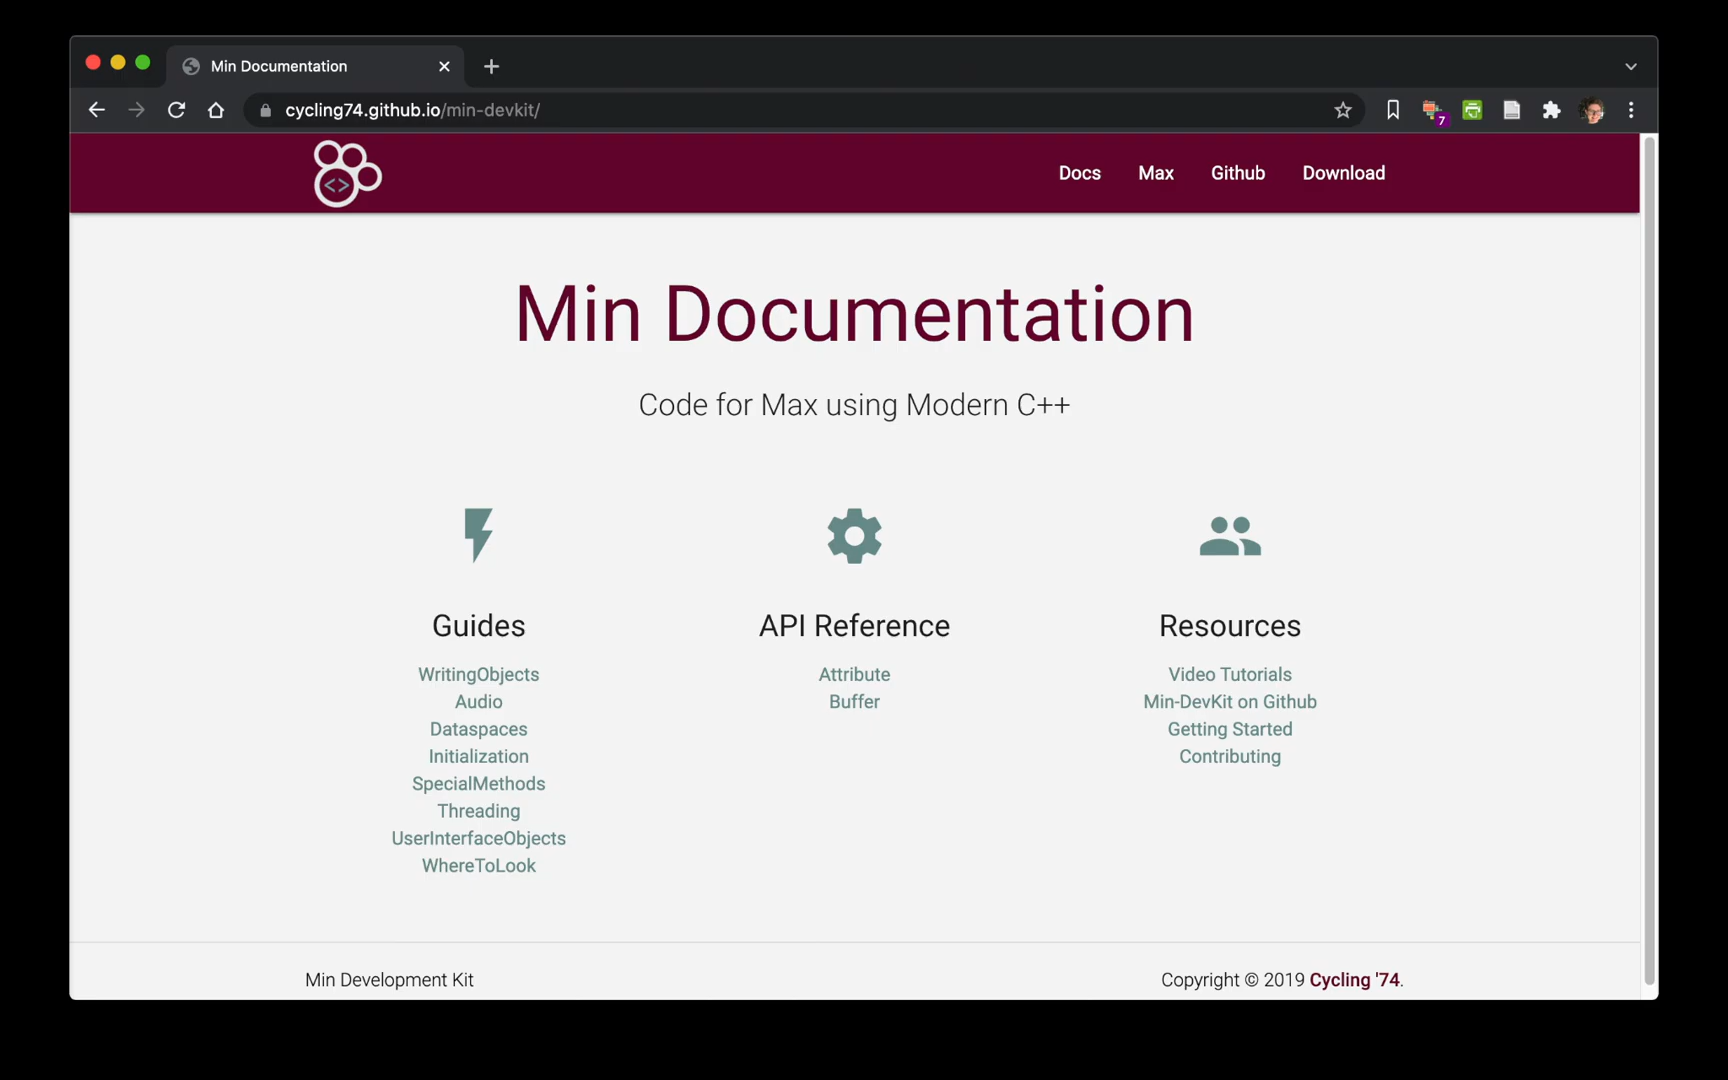 Min Documentation
cycling74.github.io/min-devkit/
7
<>
Docs Max Github Download
Min Documentation
Code for Max using Modern C++
Guides
WritingObjects
Audio
Dataspaces
Initialization
SpecialMethods
Threading
UserInterfaceObjects
WhereToLook
API Reference
Attribute
Buffer
Resources
Video Tutorials
Min-DevKit on Github
Getting Started
Contributing
Min Development Kit
Copyright © 2019 Cycling '74.